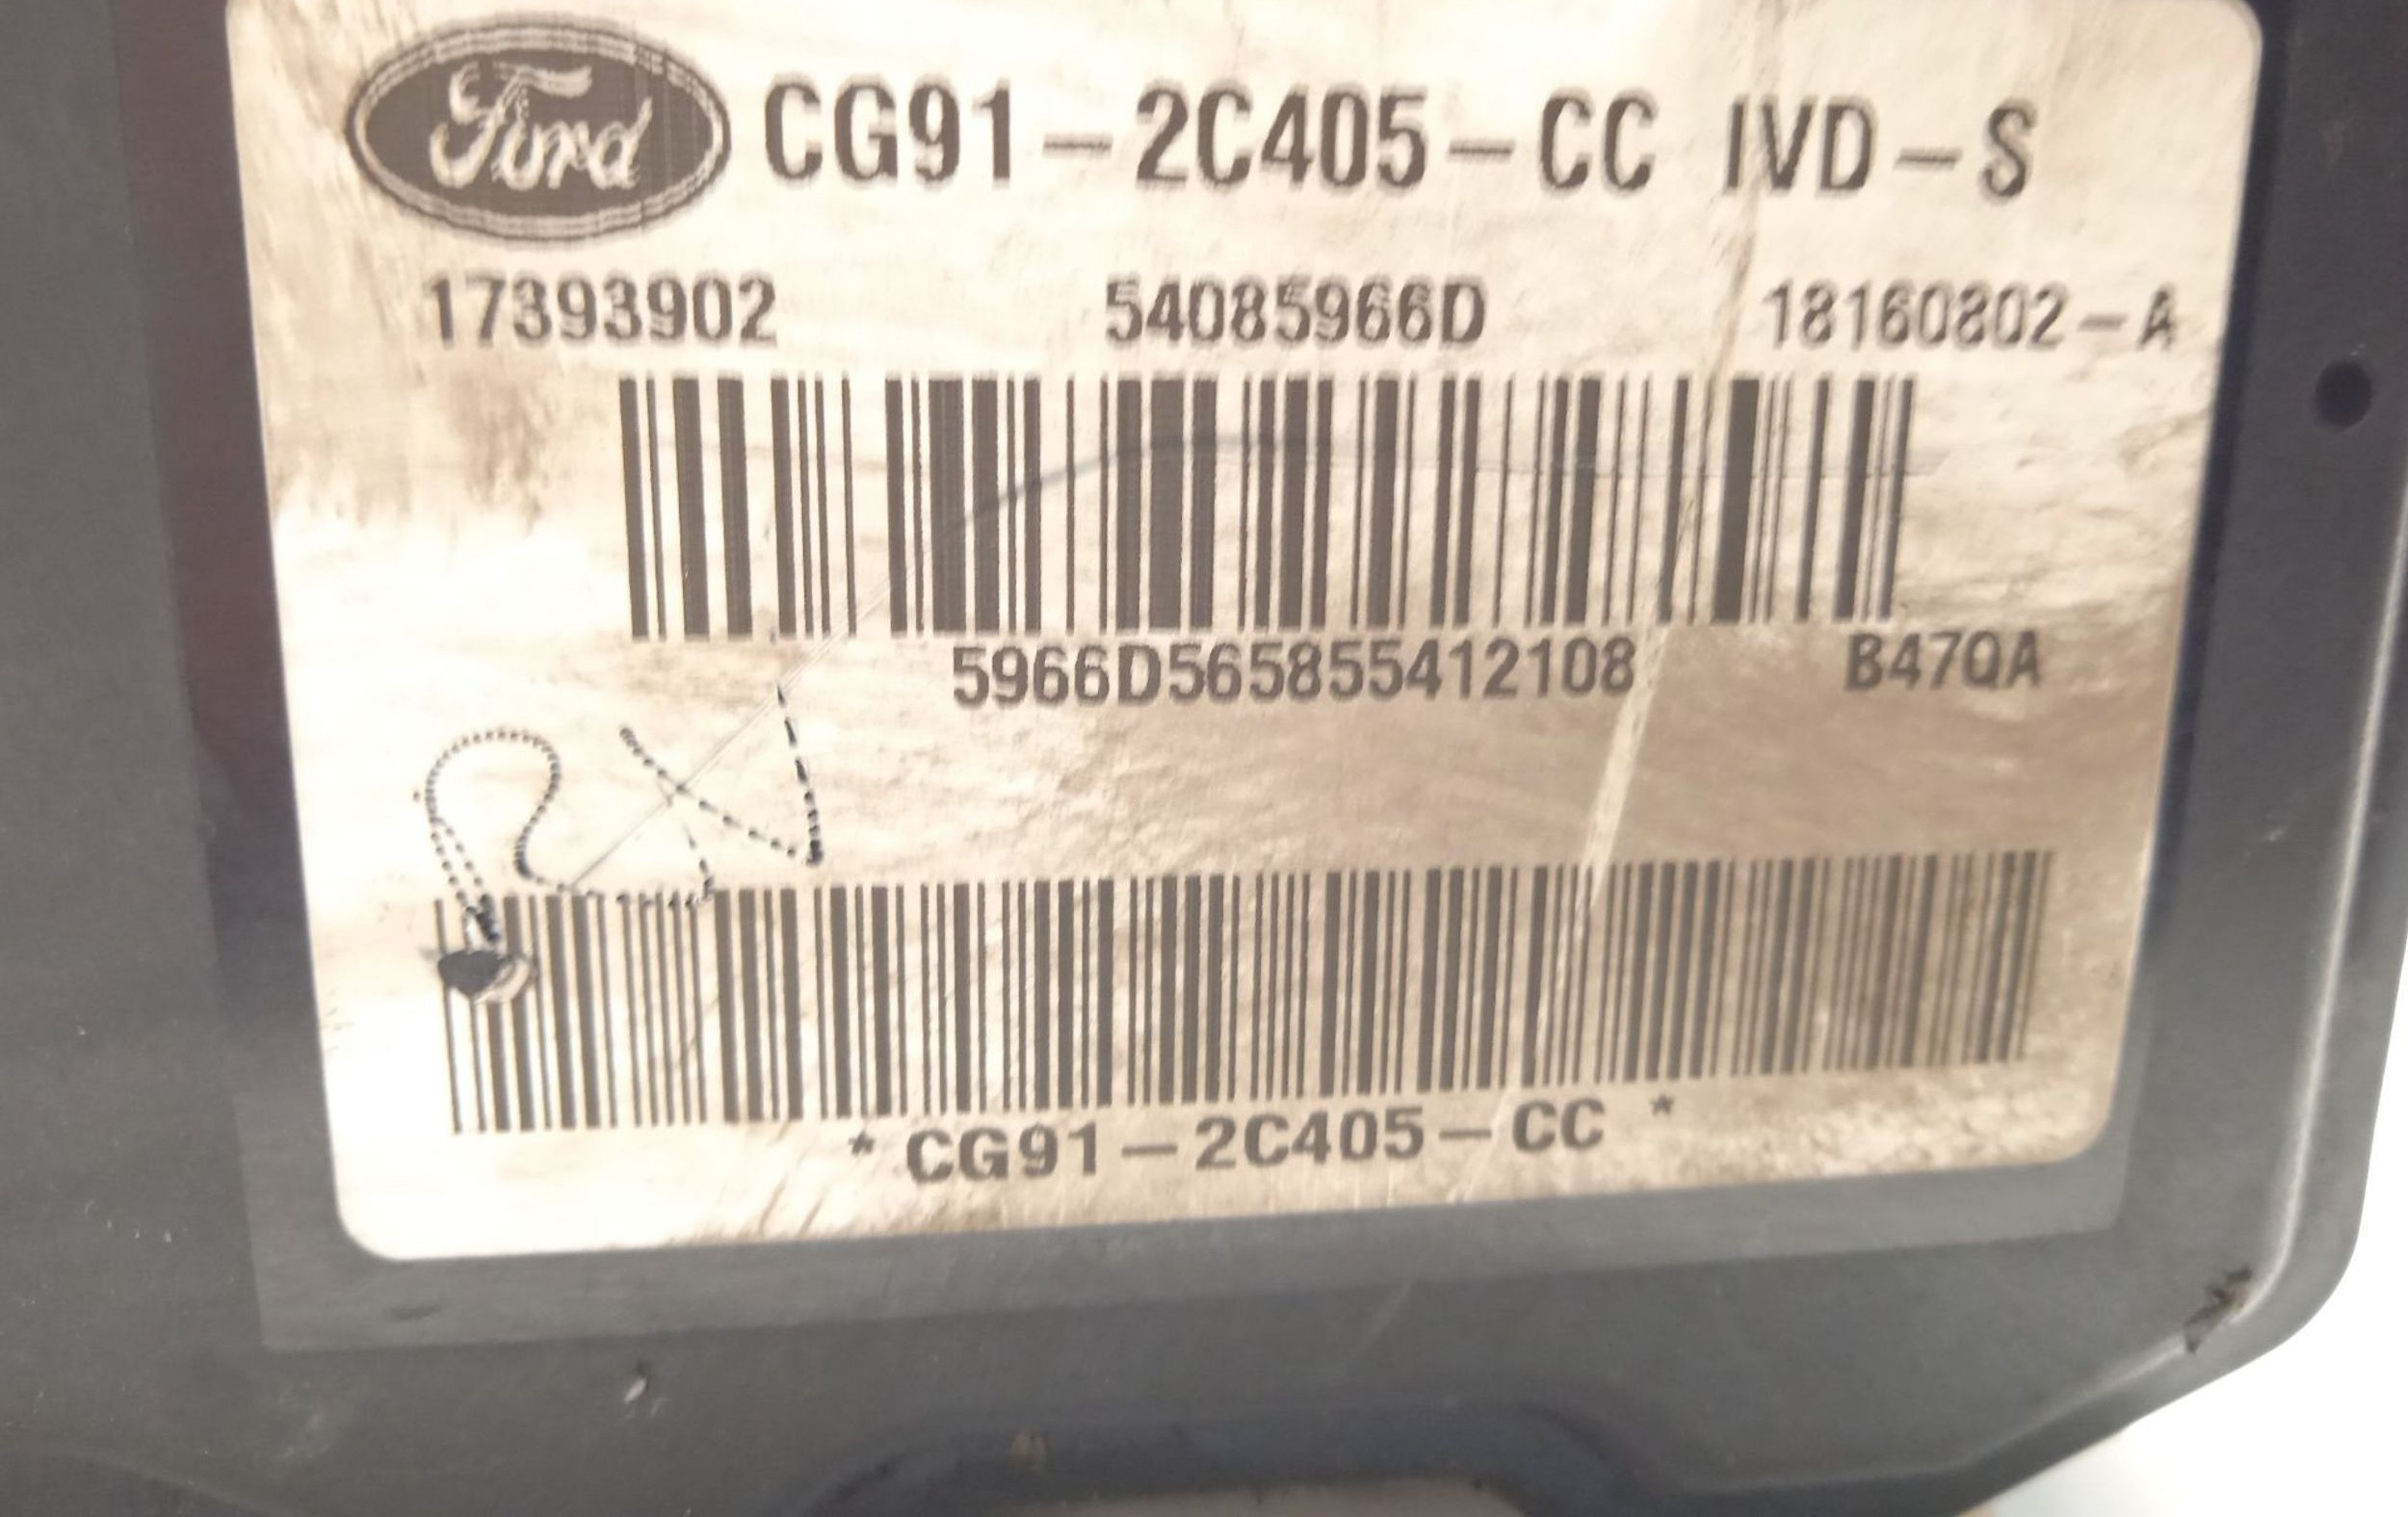 Ford CG91-2C405-CC IVD-S
17393902 54085966D 18160802-A
5966D565855412108 B47QA
*CG91-2C405-CC*